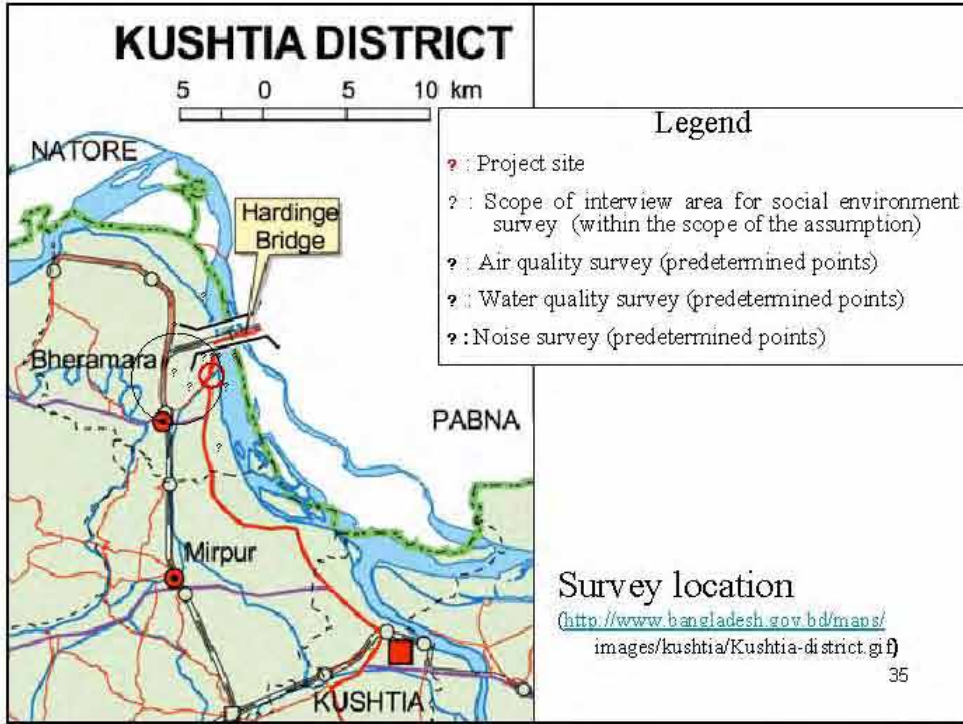 KUSHTIA DISTRICT
5 0 5 10 km
NATORE
Hardinge
Bridge
Bheramara
PABNA
Mirpur
KUSHTIA
Legend
? : Project site
? : Scope of interview area for social environment
survey (within the scope of the assumption)
? : Air quality survey (predetermined points)
? : Water quality survey (predetermined points)
? : Noise survey (predetermined points)
Survey location
(http://www.bangladesh.gov.bd/maps/
images/kushtia/Kushtia-district.gif)
35